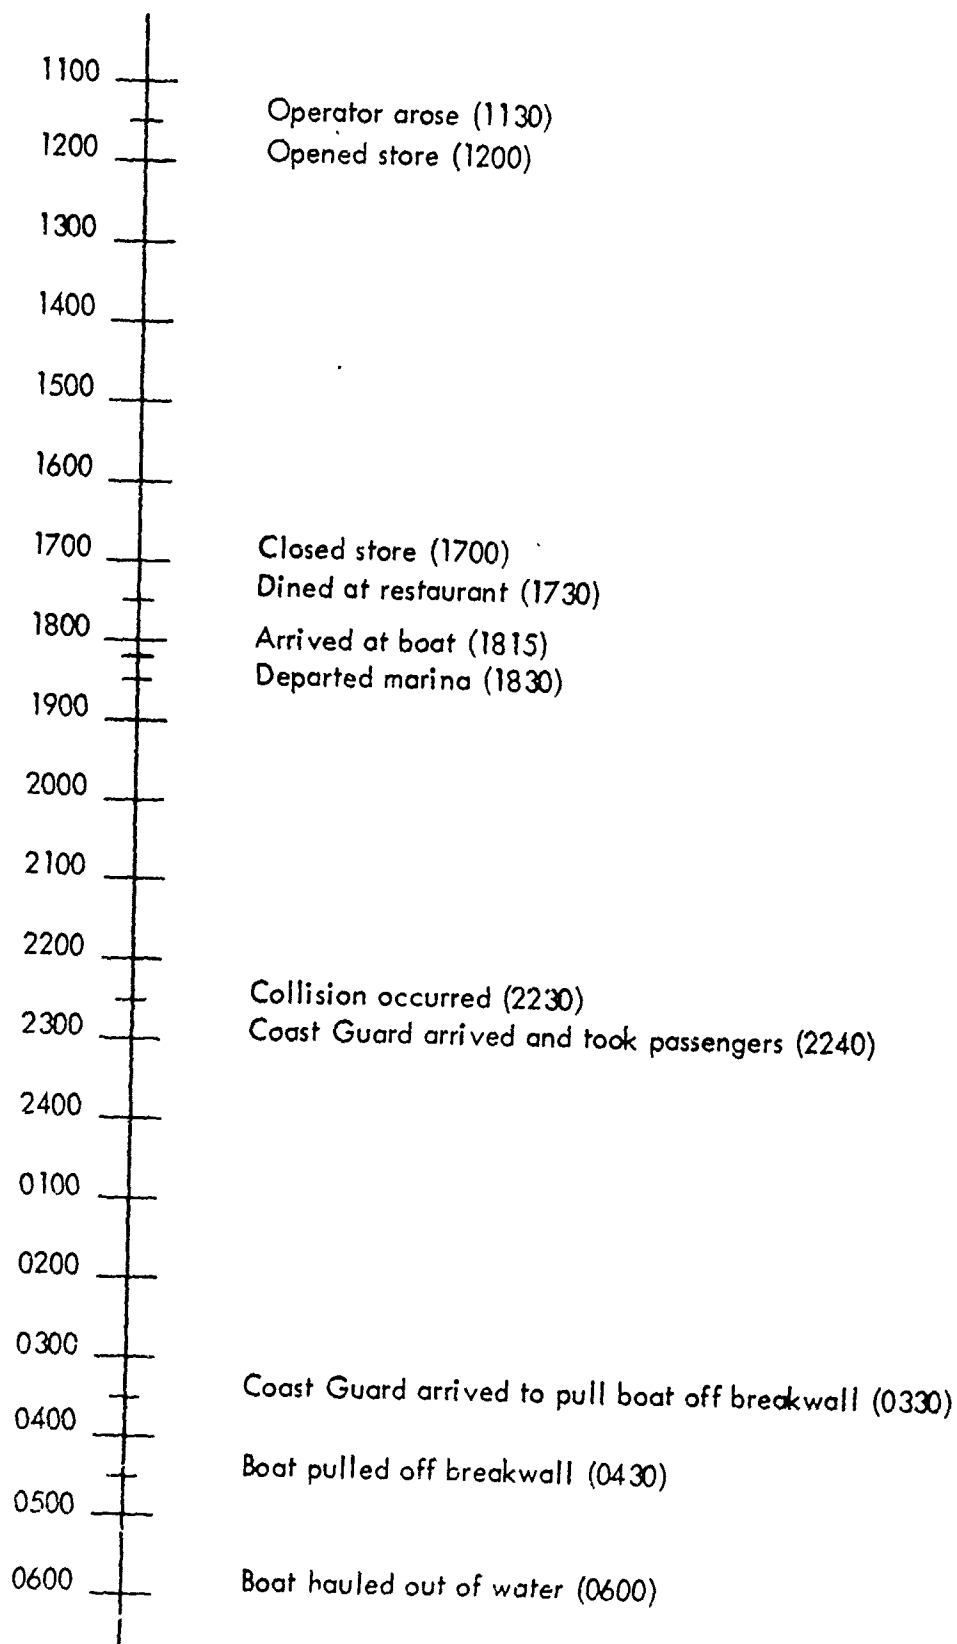 1100
Operator arose (1130)
1200 Opened store (1200)
1300
1400
1500
1600
1700 Closed store (1700)
Dined at restaurant (1730)
1800 Arrived at boat (1815)
Departed marina (1830)
1900
2000
2100
2200
Collision occurred (2230)
2300 Coast Guard arrived and took passengers (2240)
2400
0100
0200
0300
Coast Guard arrived to pull boat off breakwall (0330)
0400
Boat pulled off breakwall (0430)
0500
0600 Boat hauled out of water (0600)